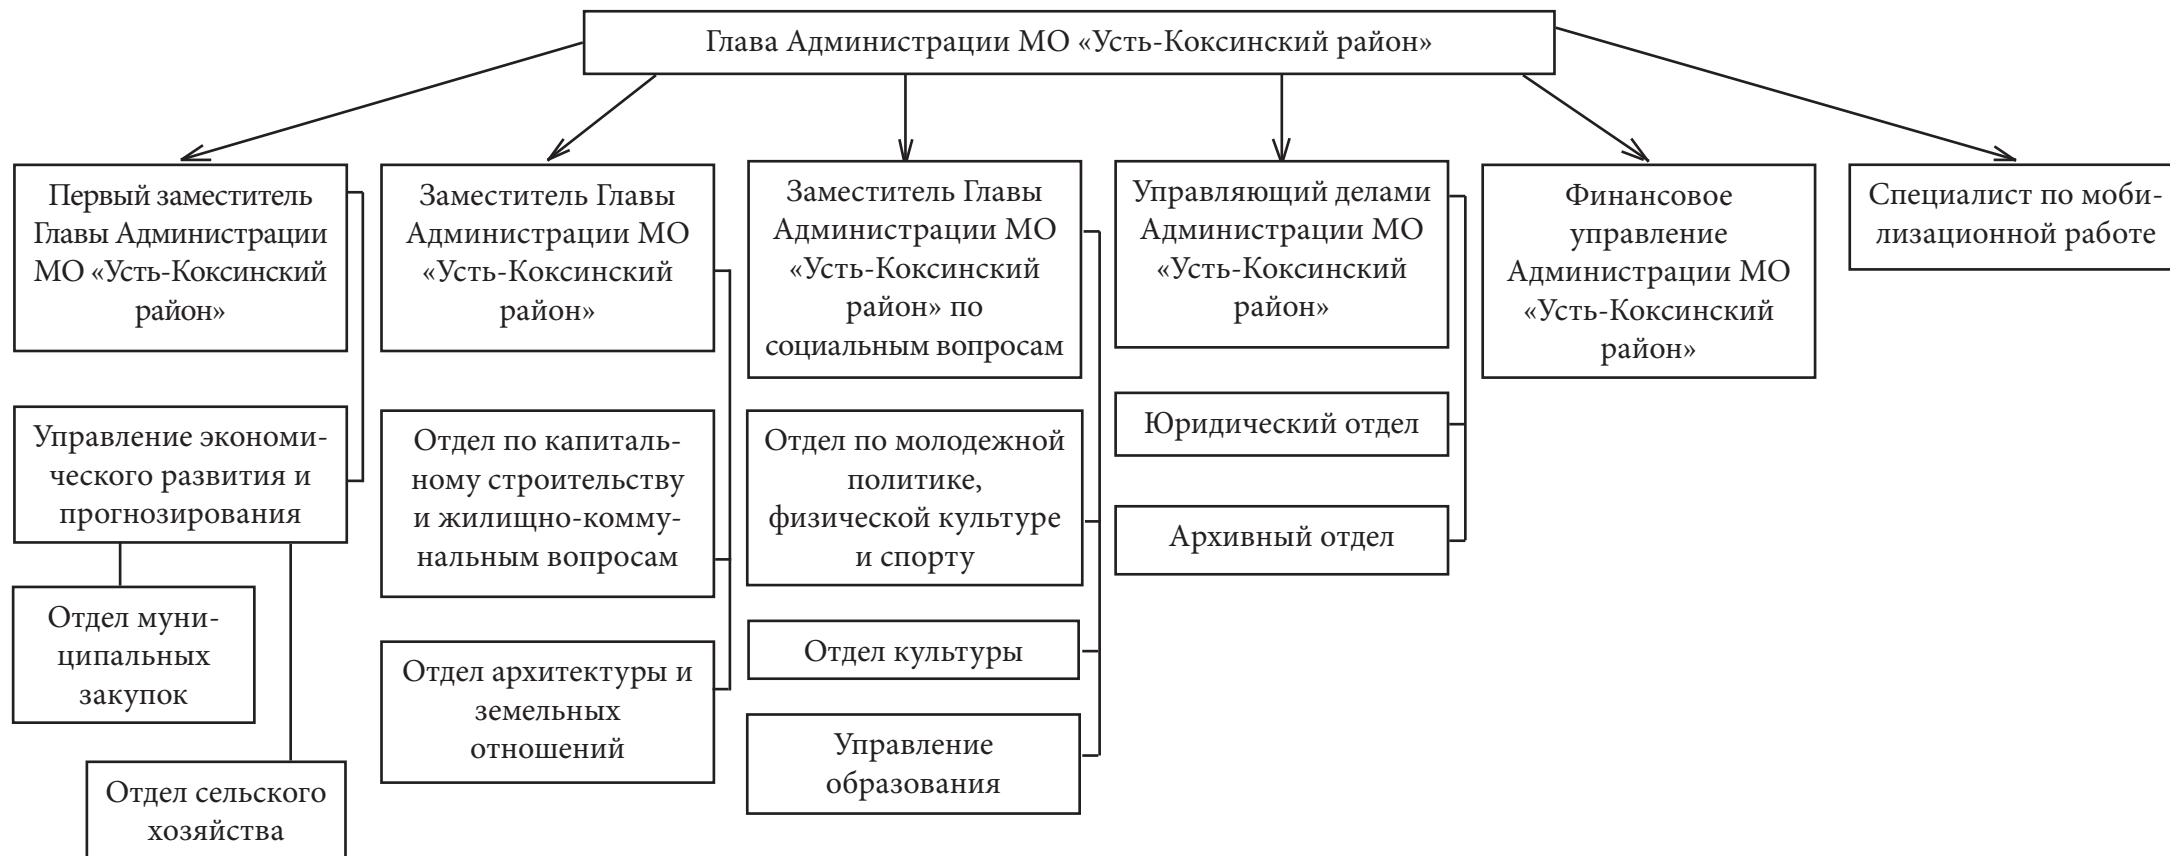 Глава Администрации МО «Усть-Коксинский район»
Первый заместитель
Главы Администрации
МО «Усть-Коксинский
район»
Заместитель Главы
Администрации МО
«Усть-Коксинский
район»
Заместитель Главы
Администрации МО
«Усть-Коксинский
район» по
социальным вопросам
Управляющий делами
Администрации МО
«Усть-Коксинский
район»
Финансовое
управление
Администрации МО
«Усть-Коксинский
район»
Специалист по моби-
лизационной работе
Управление экономи-
ческого развития и
прогнозирования
Отдел по капиталь-
ному строительству
и жилищно-комму-
нальным вопросам
Отдел по молодежной
политике,
физической культуре
и спорту
Юридический отдел
Архивный отдел
Отдел муни-
ципальных
закупок
Отдел архитектуры и
земельных
отношений
Отдел культуры
Управление
образования
Отдел сельского
хозяйства